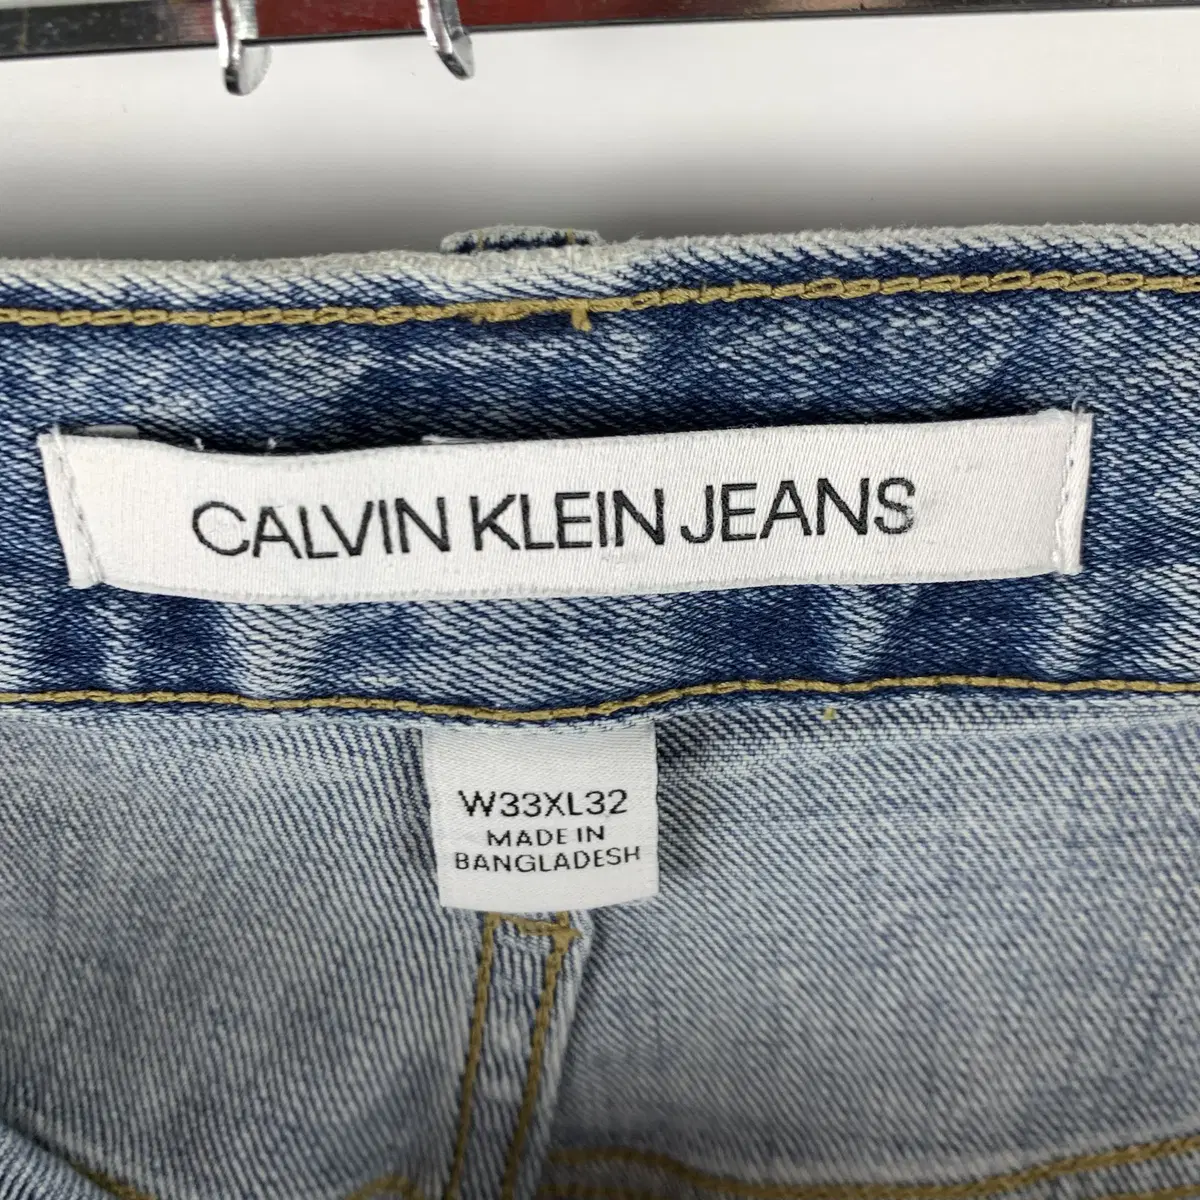 CALVIN KLEIN JEANS
W33XL32
MADE IN
BANGLADESH